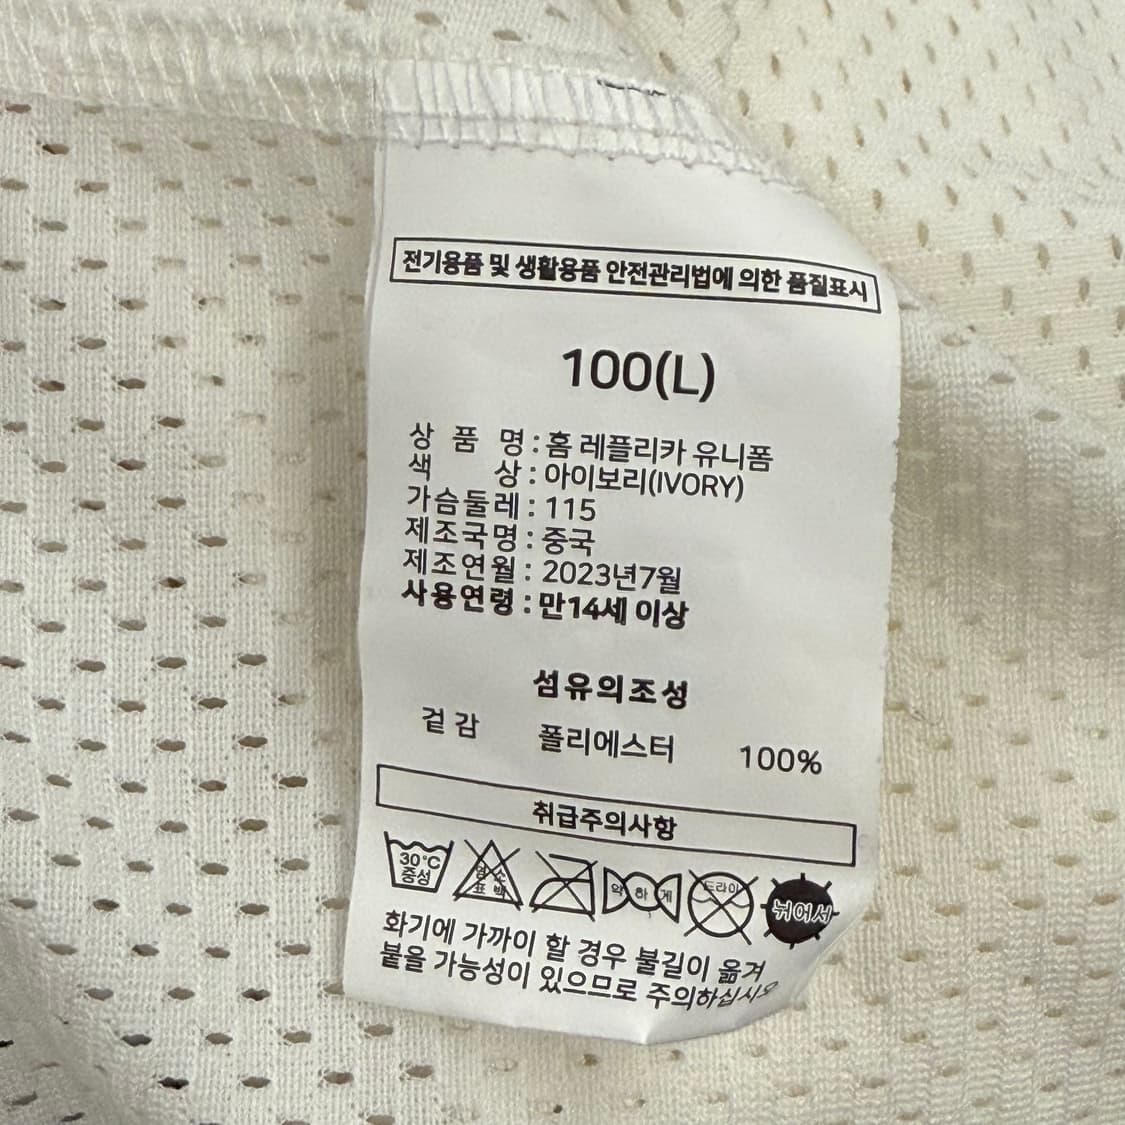 전기용품 및 생활용품 안전관리법에 의한 품질표시
100(L)
상 품 명 : 홈 레플리카 유니폼
색 상 : 아이보리(IVORY)
가슴둘레 : 115
제조국명 : 중국
제조연월 : 2023년7월
사용연령 : 만14세 이상
섬유의조성
겉 감 폴리에스터 100%
취급주의사항
30°C 중성
염소 표백
약 하 게
드라이
뉘어서
화기에 가까이 할 경우 불길이 옮겨
붙을 가능성이 있으므로 주의하십시오